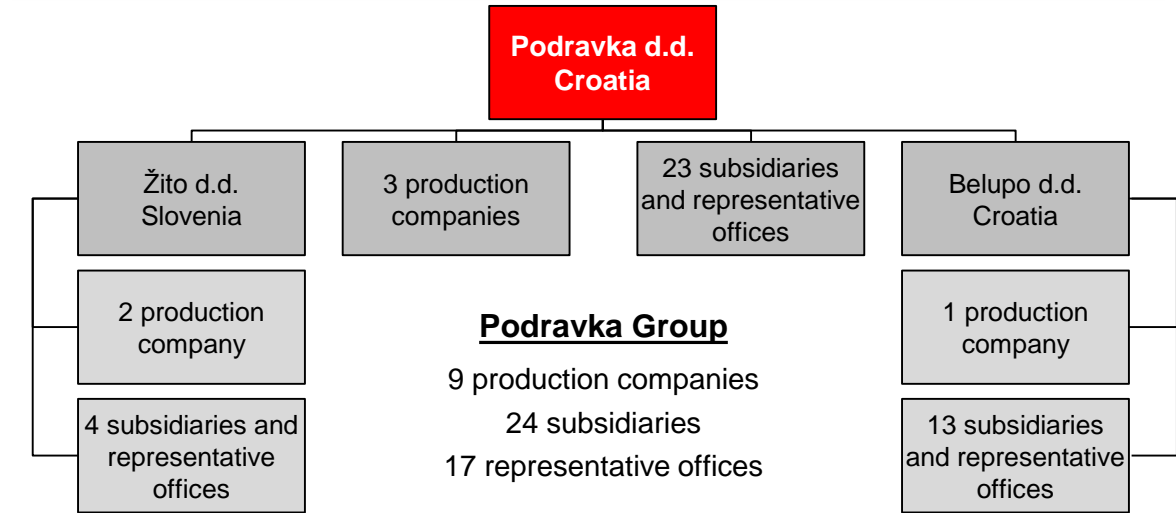 Podravka d.d.
Croatia
Žito d.d.
Slovenia
3 production
companies
23 subsidiaries
and representative
offices
Belupo d.d.
Croatia
2 production
company
1 production
company
Podravka Group
9 production companies
24 subsidiaries
17 representative offices
4 subsidiaries and
representative
offices
13 subsidiaries
and representative
offices